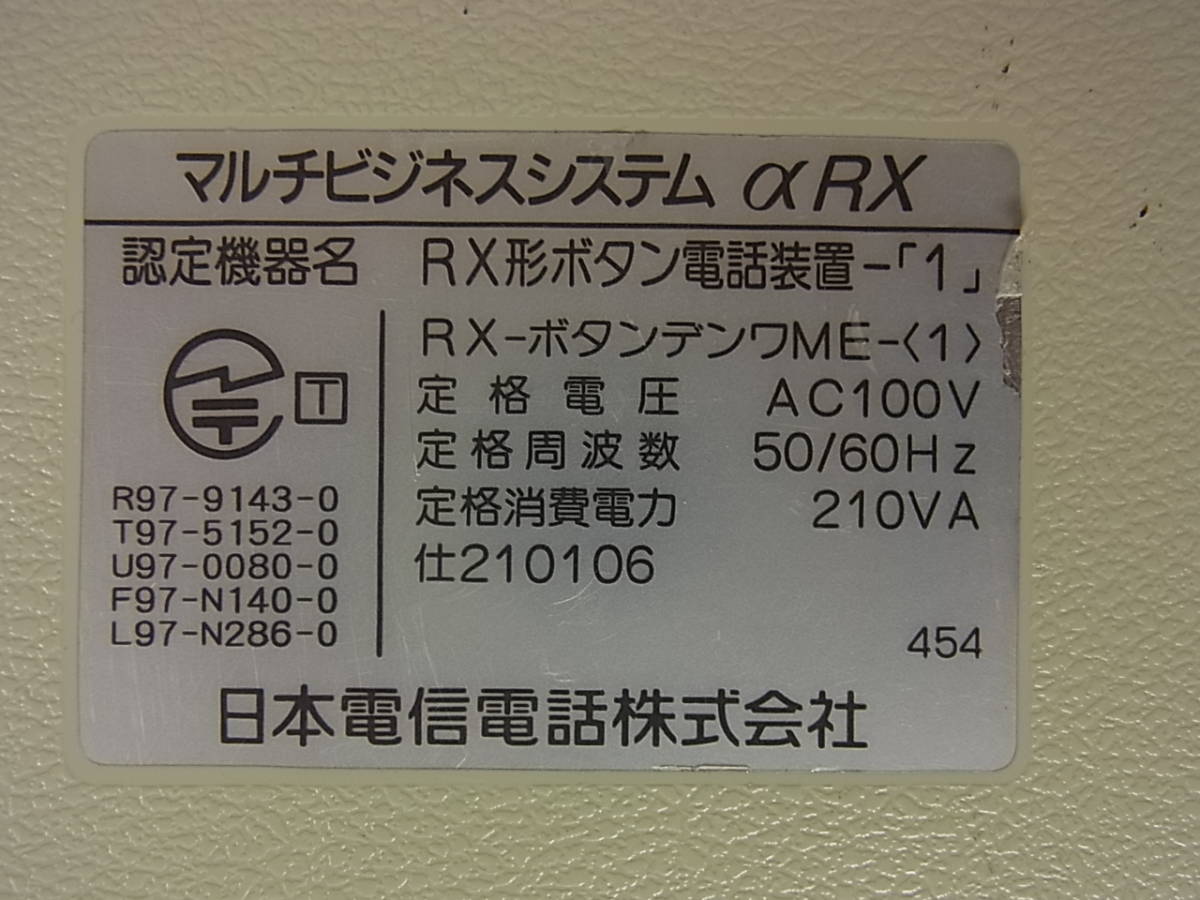 マルチビジネスシステム αRX
認定機器名 RX形ボタン電話装置-「1」
RX-ボタンデンワME-〈1〉
定格電圧 AC100V
定格周波数 50/60Hz
定格消費電力 210VA
仕210106
T
R97-9143-0
T97-5152-0
U97-0080-0
F97-N140-0
L97-N286-0
454
日本電信電話株式会社